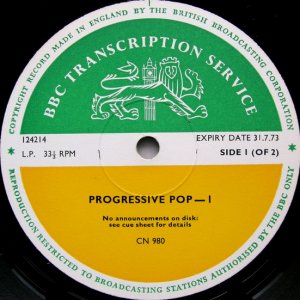 COPYRIGHT RECORD MADE IN ENGLAND BY THE BRITISH BROADCASTING CORPORATION
BBC TRANSCRIPTION SERVICE
124214
EXPIRY DATE 31.7.73
L.P. 33⅓ RPM
SIDE 1 (OF 2)
PROGRESSIVE POP—1
No announcements on disk:
see cue sheet for details
CN 980
REPRODUCTION RESTRICTED TO BROADCASTING STATIONS AUTHORISED BY THE BBC ONLY